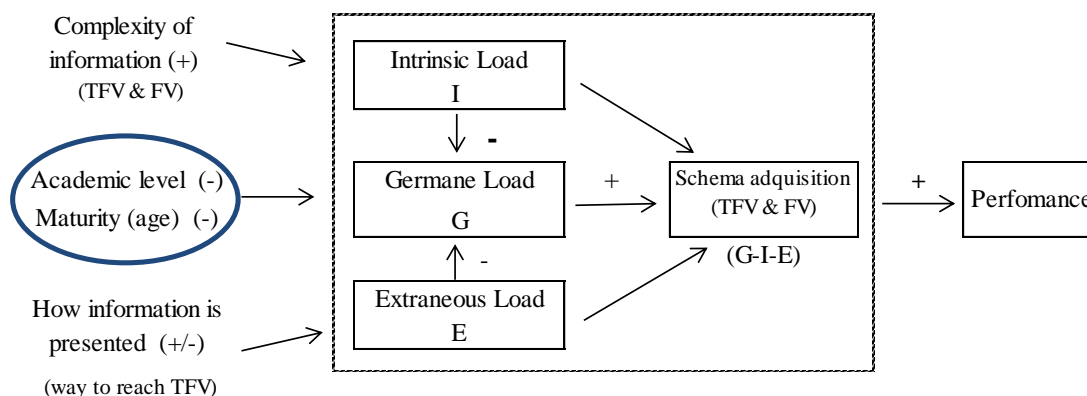 Complexity of
information (+)
(TFV & FV)
Academic level (-)
Maturity (age) (-)
How information is
presented (+/-)
(way to reach TFV)
Intrinsic Load
I
-
Germane Load
G
-
Extraneous Load
E
+
Schema adquisition
(TFV & FV)
(G-I-E)
+
Perfomance